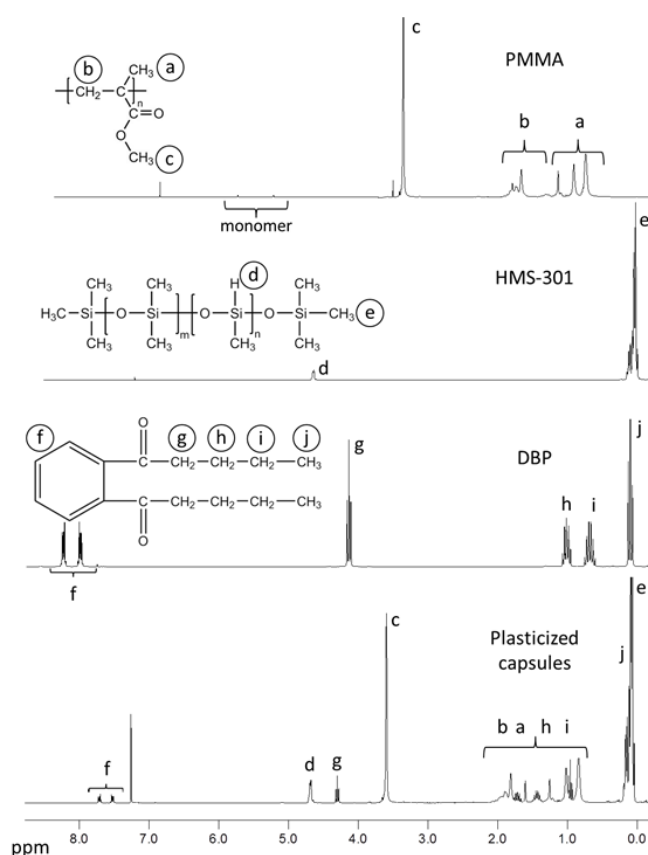 c
PMMA
b
a
b CH₃ a
CH₂ C
n
C=O
O
CH₃
c
monomer
e
HMS-301
d
CH₃ CH₃ H CH₃
H₃C Si O Si O Si O Si CH₃ e
m n
CH₃ CH₃ CH₃ CH₃
d
DBP
f O g h i j
CH₂ CH₂ CH₂ CH₃
CH₂ CH₂ CH₂ CH₃
O
g
h
i
j
f
c
Plasticized
capsules
e
j
b a h i
f
d
g
8.0 7.0 6.0 5.0 4.0 3.0 2.0 1.0 0.0
ppm